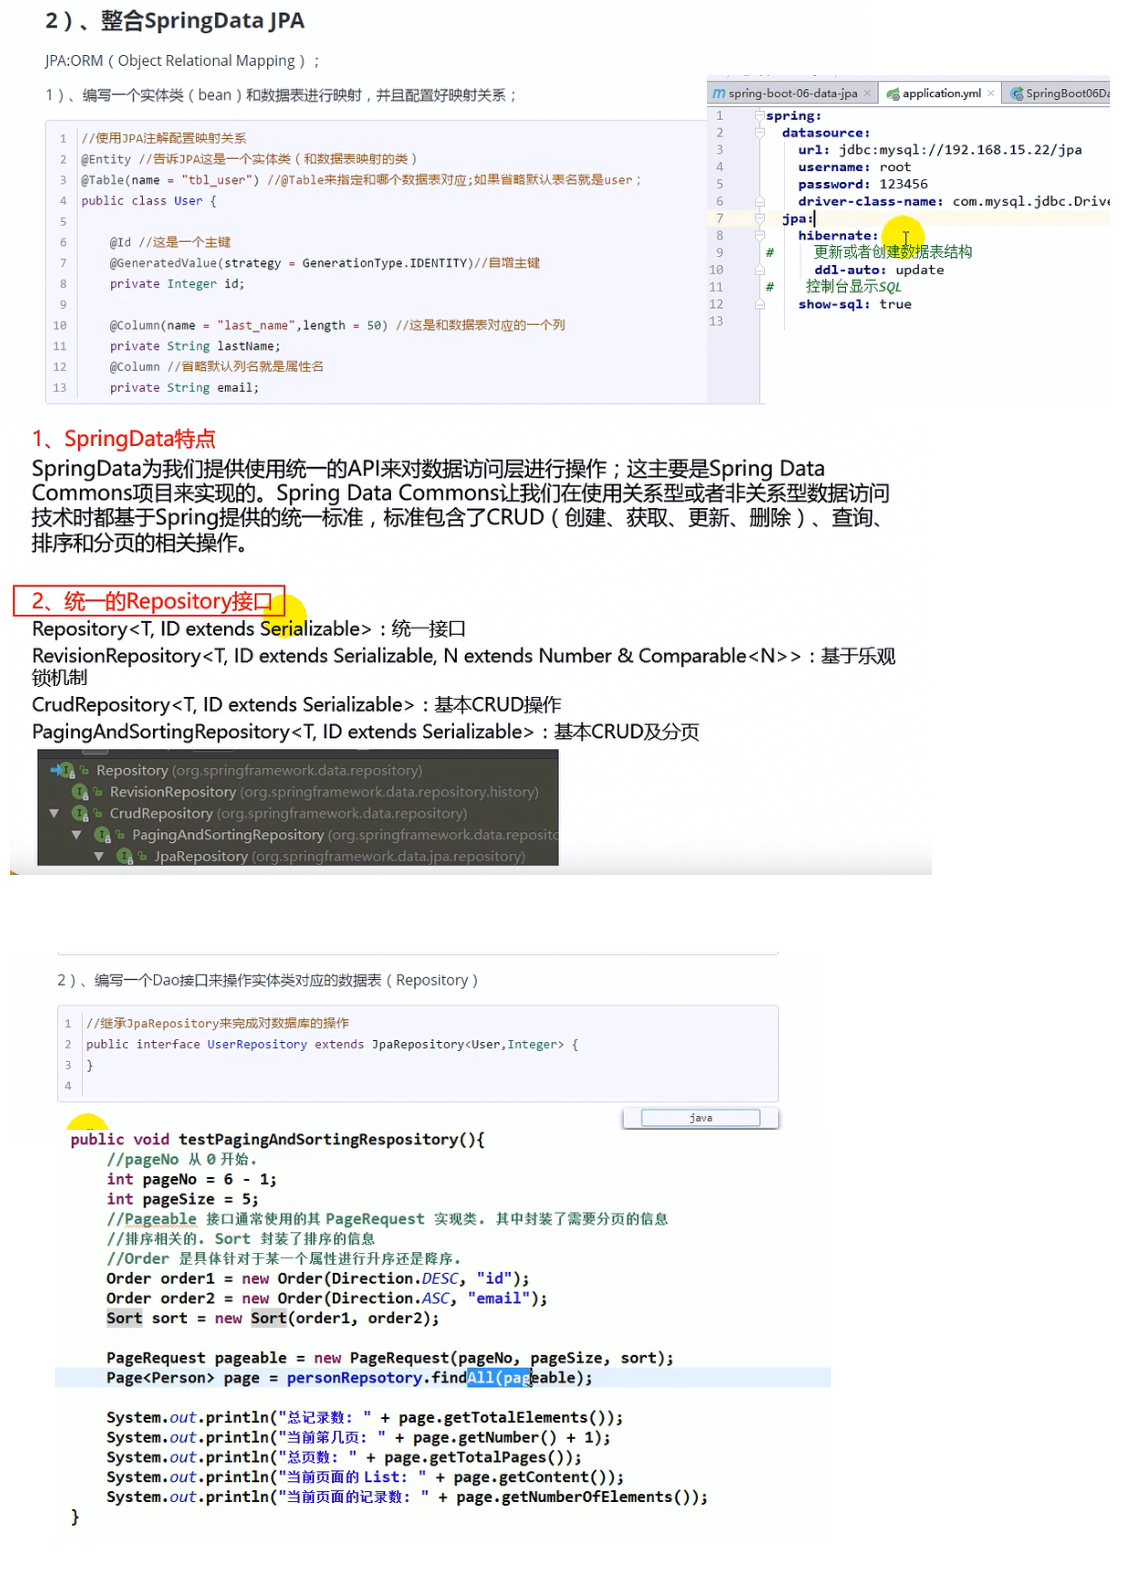 2）、整合SpringData JPA
JPA:ORM（Object Relational Mapping）；
1）、编写一个实体类（bean）和数据表进行映射，并且配置好映射关系；
1 //使用JPA注解配置映射关系
2 @Entity //告诉JPA这是一个实体类（和数据表映射的类）
3 @Table(name = "tbl_user") //@Table来指定和哪个数据表对应;如果省略默认表名就是user；
4 public class User {
5
6 @Id //这是一个主键
7 @GeneratedValue(strategy = GenerationType.IDENTITY)//自增主键
8 private Integer id;
9
10 @Column(name = "last_name",length = 50) //这是和数据表对应的一个列
11 private String lastName;
12 @Column //省略默认列名就是属性名
13 private String email;
spring-boot-06-data-jpa × application.yml × SpringBoot06Da
1 spring:
2 datasource:
3 url: jdbc:mysql://192.168.15.22/jpa
4 username: root
5 password: 123456
6 driver-class-name: com.mysql.jdbc.Drive
7 jpa:
8 hibernate:
9 # 更新或者创建数据表结构
10 ddl-auto: update
11 # 控制台显示SQL
12 show-sql: true
13
1、SpringData特点
SpringData为我们提供使用统一的API来对数据访问层进行操作；这主要是Spring Data
Commons项目来实现的。Spring Data Commons让我们在使用关系型或者非关系型数据访问
技术时都基于Spring提供的统一标准，标准包含了CRUD（创建、获取、更新、删除）、查询、
排序和分页的相关操作。
2、统一的Repository接口
Repository<T, ID extends Serializable>：统一接口
RevisionRepository<T, ID extends Serializable, N extends Number & Comparable<N>>：基于乐观
锁机制
CrudRepository<T, ID extends Serializable>：基本CRUD操作
PagingAndSortingRepository<T, ID extends Serializable>：基本CRUD及分页
Repository (org.springframework.data.repository)
RevisionRepository (org.springframework.data.repository.history)
CrudRepository (org.springframework.data.repository)
PagingAndSortingRepository (org.springframework.data.reposito
JpaRepository (org.springframework.data.jpa.repository)
2）、编写一个Dao接口来操作实体类对应的数据表（Repository）
1 //继承JpaRepository来完成对数据库的操作
2 public interface UserRepository extends JpaRepository<User,Integer> {
3 }
4
java
public void testPagingAndSortingRespository(){
//pageNo 从 0 开始.
int pageNo = 6 - 1;
int pageSize = 5;
//Pageable 接口通常使用的其 PageRequest 实现类. 其中封装了需要分页的信息
//排序相关的. Sort 封装了排序的信息
//Order 是具体针对于某一个属性进行升序还是降序.
Order order1 = new Order(Direction.DESC, "id");
Order order2 = new Order(Direction.ASC, "email");
Sort sort = new Sort(order1, order2);
PageRequest pageable = new PageRequest(pageNo, pageSize, sort);
Page<Person> page = personRepsotory.findAll(pageable);
System.out.println("总记录数: " + page.getTotalElements());
System.out.println("当前第几页: " + page.getNumber() + 1);
System.out.println("总页数: " + page.getTotalPages());
System.out.println("当前页面的 List: " + page.getContent());
System.out.println("当前页面的记录数: " + page.getNumberOfElements());
}